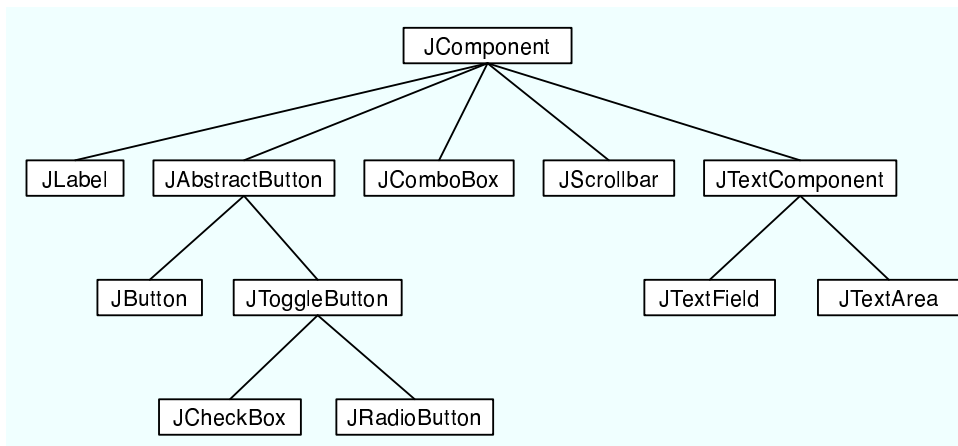 JComponent
JLabel
JAbstractButton
JComboBox
JScrollbar
JTextComponent
JButton
JToggleButton
JTextField
JTextArea
JCheckBox
JRadioButton